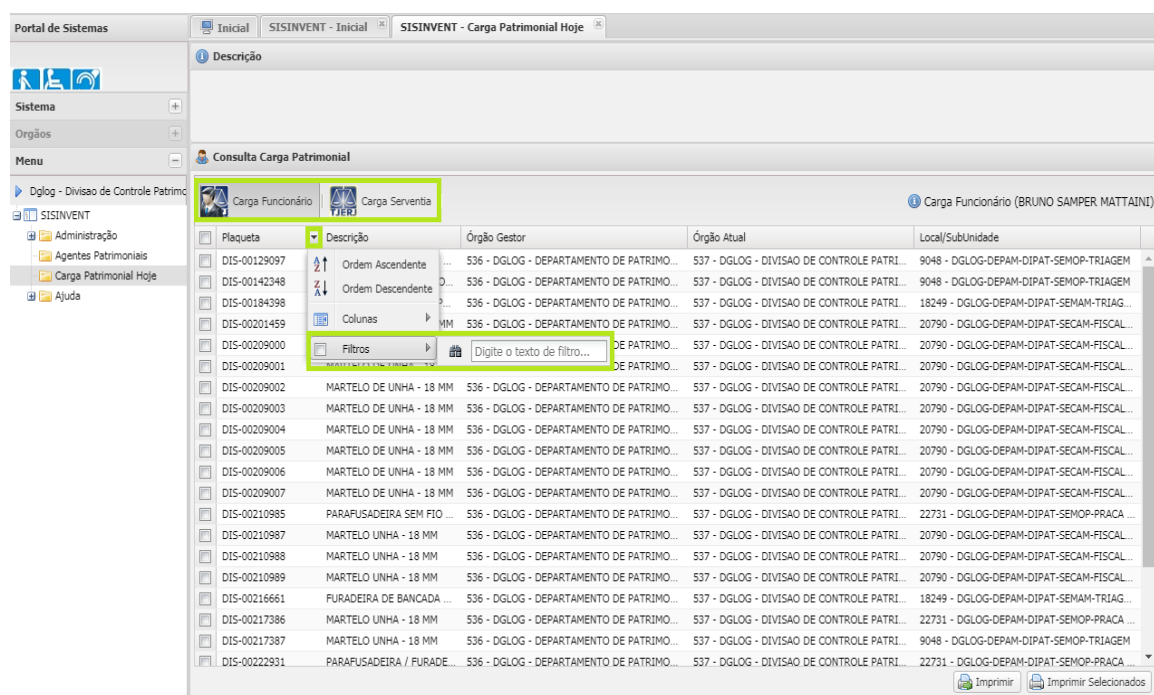 Portal de Sistemas
Inicial
SISINVENT - Inicial
SISINVENT - Carga Patrimonial Hoje
Descrição
Sistema
Orgãos
Menu
Dglog - Divisao de Controle Patrimo
SISINVENT
Administração
Agentes Patrimoniais
Carga Patrimonial Hoje
Ajuda
Consulta Carga Patrimonial
Carga Funcionário
TJERJ
Carga Serventia
Carga Funcionário (BRUNO SAMPER MATTAINI)
Plaqueta Descrição Órgão Gestor Órgão Atual Local/SubUnidade
DIS-00129097 ... 536 - DGLOG - DEPARTAMENTO DE PATRIMO... 537 - DGLOG - DIVISAO DE CONTROLE PATRI... 9048 - DGLOG-DEPAM-DIPAT-SEMOP-TRIAGEM
DIS-00142348 536 - DGLOG - DEPARTAMENTO DE PATRIMO... 537 - DGLOG - DIVISAO DE CONTROLE PATRI... 9048 - DGLOG-DEPAM-DIPAT-SEMOP-TRIAGEM
DIS-00184398 536 - DGLOG - DEPARTAMENTO DE PATRIMO... 537 - DGLOG - DIVISAO DE CONTROLE PATRI... 18249 - DGLOG-DEPAM-DIPAT-SEMAM-TRIAG...
DIS-00201459 MM 536 - DGLOG - DEPARTAMENTO DE PATRIMO... 537 - DGLOG - DIVISAO DE CONTROLE PATRI... 20790 - DGLOG-DEPAM-DIPAT-SECAM-FISCAL...
DIS-00209000 DE PATRIMO... 537 - DGLOG - DIVISAO DE CONTROLE PATRI... 20790 - DGLOG-DEPAM-DIPAT-SECAM-FISCAL...
DIS-00209001 DE PATRIMO... 537 - DGLOG - DIVISAO DE CONTROLE PATRI... 20790 - DGLOG-DEPAM-DIPAT-SECAM-FISCAL...
Ordem Ascendente
Ordem Descendente
Colunas
Filtros
Digite o texto de filtro...
DIS-00209002 MARTELO DE UNHA - 18 MM 536 - DGLOG - DEPARTAMENTO DE PATRIMO... 537 - DGLOG - DIVISAO DE CONTROLE PATRI... 20790 - DGLOG-DEPAM-DIPAT-SECAM-FISCAL...
DIS-00209003 MARTELO DE UNHA - 18 MM 536 - DGLOG - DEPARTAMENTO DE PATRIMO... 537 - DGLOG - DIVISAO DE CONTROLE PATRI... 20790 - DGLOG-DEPAM-DIPAT-SECAM-FISCAL...
DIS-00209004 MARTELO DE UNHA - 18 MM 536 - DGLOG - DEPARTAMENTO DE PATRIMO... 537 - DGLOG - DIVISAO DE CONTROLE PATRI... 20790 - DGLOG-DEPAM-DIPAT-SECAM-FISCAL...
DIS-00209005 MARTELO DE UNHA - 18 MM 536 - DGLOG - DEPARTAMENTO DE PATRIMO... 537 - DGLOG - DIVISAO DE CONTROLE PATRI... 20790 - DGLOG-DEPAM-DIPAT-SECAM-FISCAL...
DIS-00209006 MARTELO DE UNHA - 18 MM 536 - DGLOG - DEPARTAMENTO DE PATRIMO... 537 - DGLOG - DIVISAO DE CONTROLE PATRI... 20790 - DGLOG-DEPAM-DIPAT-SECAM-FISCAL...
DIS-00209007 MARTELO DE UNHA - 18 MM 536 - DGLOG - DEPARTAMENTO DE PATRIMO... 537 - DGLOG - DIVISAO DE CONTROLE PATRI... 20790 - DGLOG-DEPAM-DIPAT-SECAM-FISCAL...
DIS-00210985 PARAFUSADEIRA SEM FIO ... 536 - DGLOG - DEPARTAMENTO DE PATRIMO... 537 - DGLOG - DIVISAO DE CONTROLE PATRI... 22731 - DGLOG-DEPAM-DIPAT-SEMOP-PRACA ...
DIS-00210987 MARTELO UNHA - 18 MM 536 - DGLOG - DEPARTAMENTO DE PATRIMO... 537 - DGLOG - DIVISAO DE CONTROLE PATRI... 20790 - DGLOG-DEPAM-DIPAT-SECAM-FISCAL...
DIS-00210988 MARTELO UNHA - 18 MM 536 - DGLOG - DEPARTAMENTO DE PATRIMO... 537 - DGLOG - DIVISAO DE CONTROLE PATRI... 20790 - DGLOG-DEPAM-DIPAT-SECAM-FISCAL...
DIS-00210989 MARTELO UNHA - 18 MM 536 - DGLOG - DEPARTAMENTO DE PATRIMO... 537 - DGLOG - DIVISAO DE CONTROLE PATRI... 20790 - DGLOG-DEPAM-DIPAT-SECAM-FISCAL...
DIS-00216661 FURADEIRA DE BANCADA ... 536 - DGLOG - DEPARTAMENTO DE PATRIMO... 537 - DGLOG - DIVISAO DE CONTROLE PATRI... 18249 - DGLOG-DEPAM-DIPAT-SEMAM-TRIAG...
DIS-00217386 MARTELO UNHA - 18 MM 536 - DGLOG - DEPARTAMENTO DE PATRIMO... 537 - DGLOG - DIVISAO DE CONTROLE PATRI... 22731 - DGLOG-DEPAM-DIPAT-SEMOP-PRACA ...
DIS-00217387 MARTELO UNHA - 18 MM 536 - DGLOG - DEPARTAMENTO DE PATRIMO... 537 - DGLOG - DIVISAO DE CONTROLE PATRI... 9048 - DGLOG-DEPAM-DIPAT-SEMOP-TRIAGEM
DIS-00222931 PARAFUSADEIRA / FURADE... 536 - DGLOG - DEPARTAMENTO DE PATRIMO... 537 - DGLOG - DIVISAO DE CONTROLE PATRI... 22731 - DGLOG-DEPAM-DIPAT-SEMOP-PRACA ...
Imprimir
Imprimir Selecionados